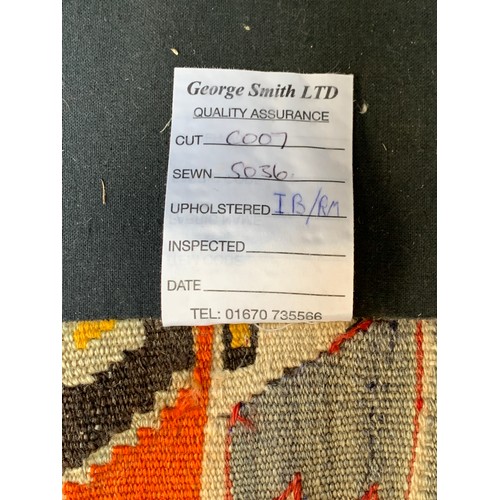 George Smith LTD
QUALITY ASSURANCE
CUT C007
SEWN S036.
UPHOLSTERED IB/RM
INSPECTED
DATE
TEL: 01670 735566